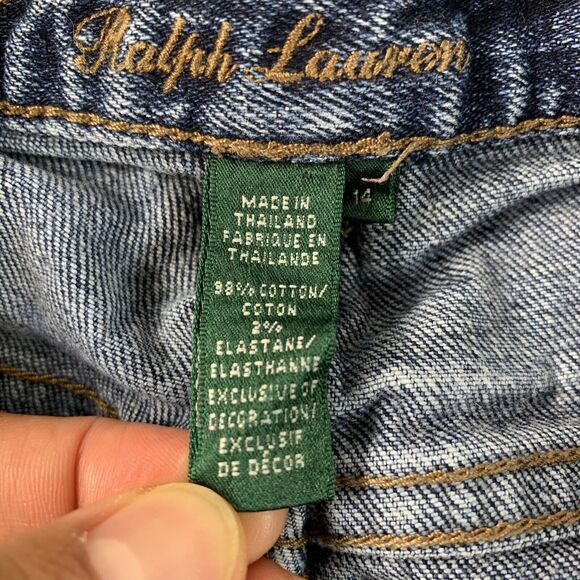 Ralph Lauren
MADE IN
THAILAND
FABRIQUE EN
THAILANDE
14
98% COTTON/
COTON
2%
ELASTANE/
ELASTHANNE
EXCLUSIVE OF
DECORATION/
EXCLUSIF
DE DÉCOR